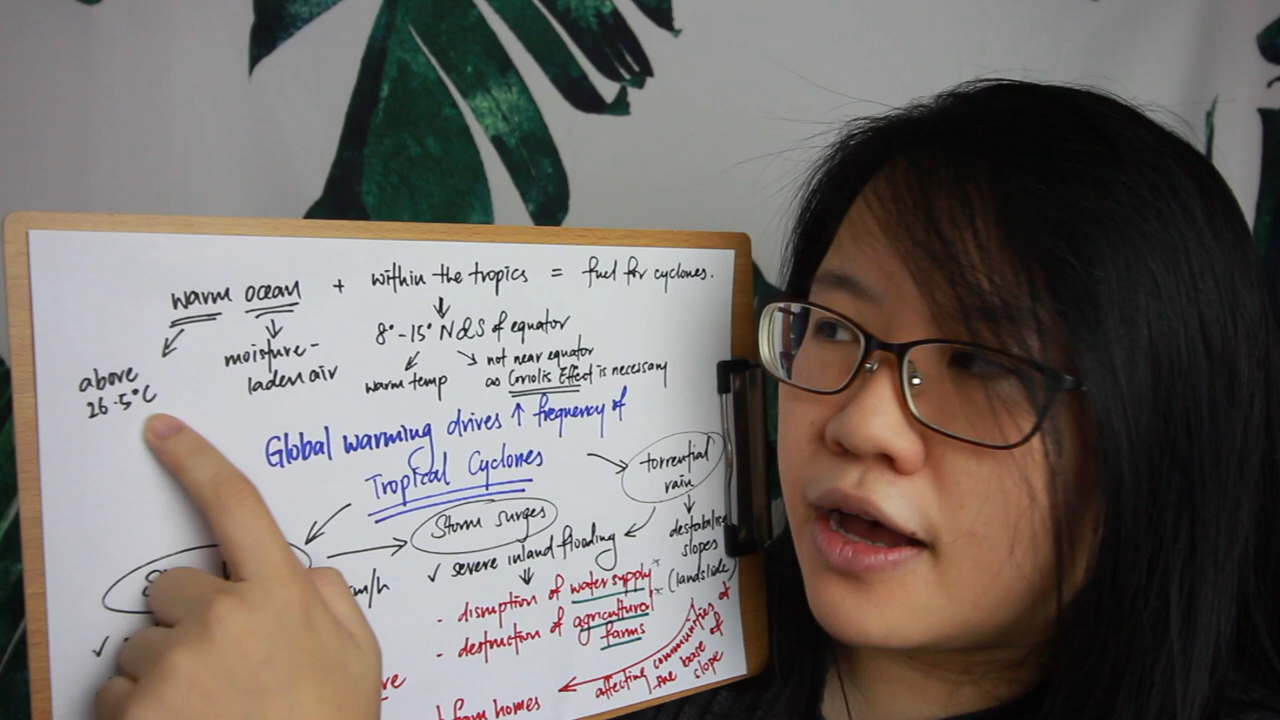 warm ocean + within the tropics = fuel for cyclones.
8° - 15° N & S of equator
above 26.5°C
moisture-
laden air
warm temp
not near equator
as Coriolis Effect is necessary
Global warming drives ↑ frequency of
Tropical Cyclones
torrential
rain
Storm surges
destabilise
slopes
(landslide)
km/h
✓ severe inland flooding
- disruption of water supply*
- destruction of agricultural*
farms
affecting communities at
the base of
slope
from homes